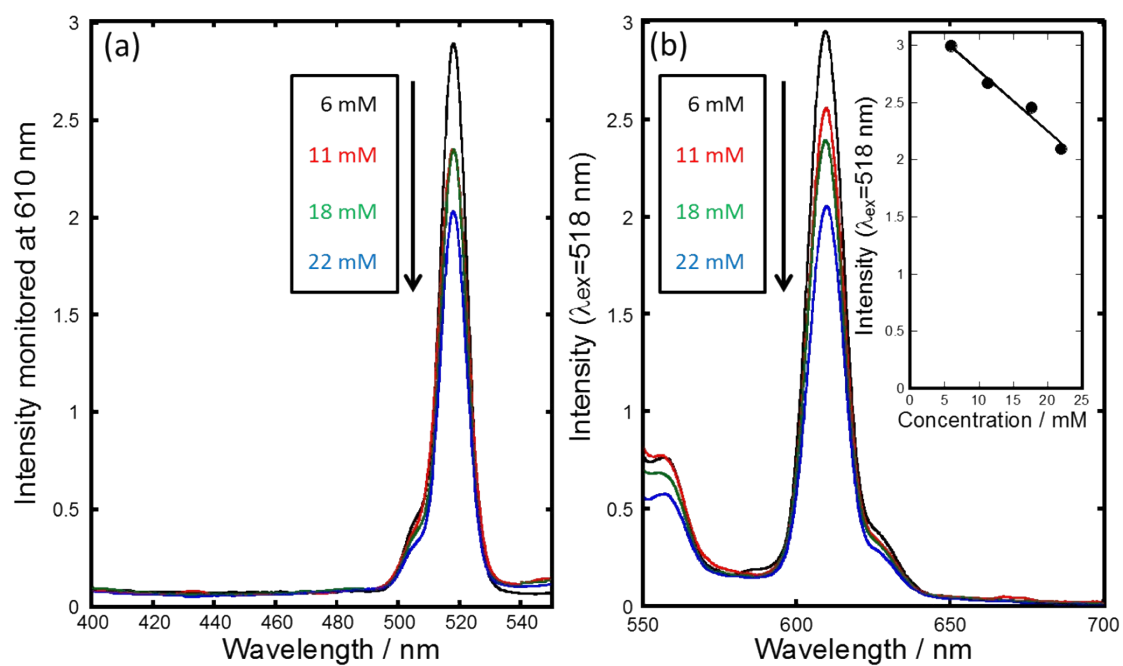 (a)
3
2.5
2
1.5
1
0.5
0
Intensity monitored at 610 nm
6 mM
11 mM
18 mM
22 mM
400 420 440 460 480 500 520 540
Wavelength / nm
(b)
3
2.5
2
1.5
1
0.5
0
Intensity (λex=518 nm)
6 mM
11 mM
18 mM
22 mM
550 600 650 700
Wavelength / nm
3
2.5
2
1.5
1
0.5
0
Intensity (λex=518 nm)
0 5 10 15 20 25
Concentration / mM